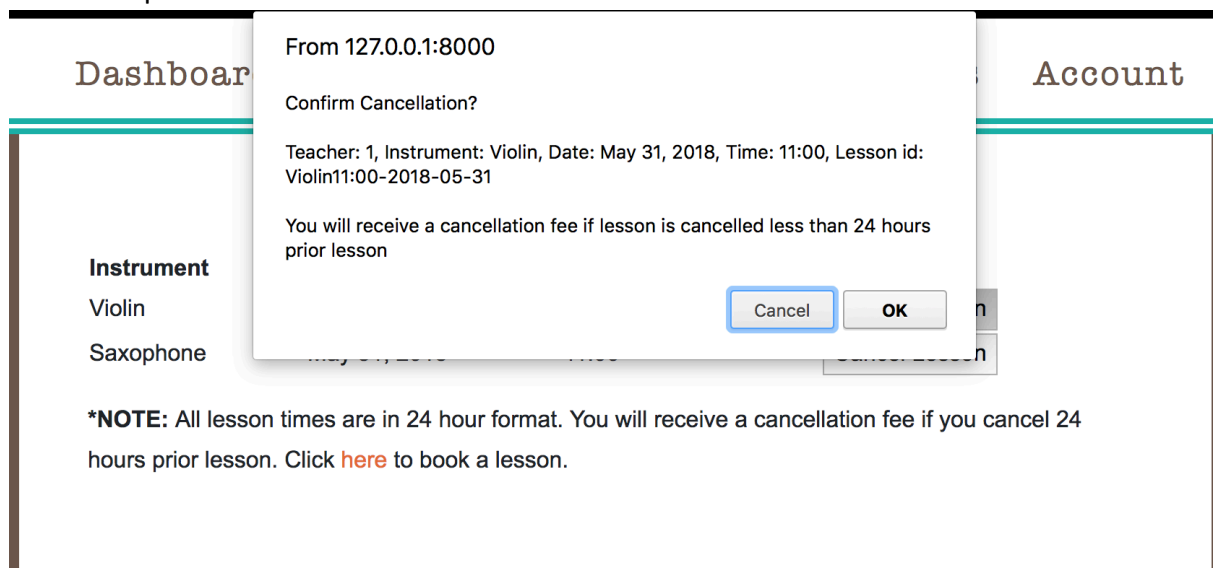 From 127.0.0.1:8000
Dashboar
Account
Confirm Cancellation?
Teacher: 1, Instrument: Violin, Date: May 31, 2018, Time: 11:00, Lesson id:
Violin11:00-2018-05-31
You will receive a cancellation fee if lesson is cancelled less than 24 hours
prior lesson
Cancel
OK
Instrument
Violin
Saxophone
*NOTE: All lesson times are in 24 hour format. You will receive a cancellation fee if you cancel 24
hours prior lesson. Click here to book a lesson.